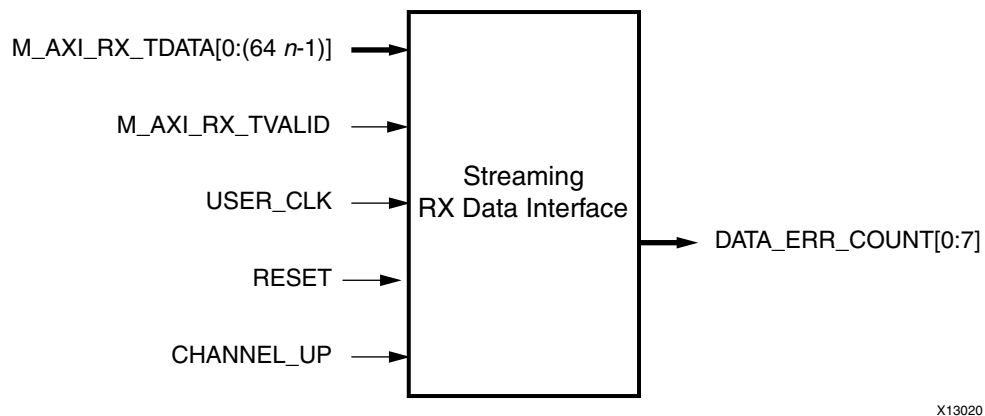 M_AXI_RX_TDATA[0:(64 n-1)]
M_AXI_RX_TVALID
USER_CLK
RESET
CHANNEL_UP
Streaming
RX Data Interface
DATA_ERR_COUNT[0:7]
X13020